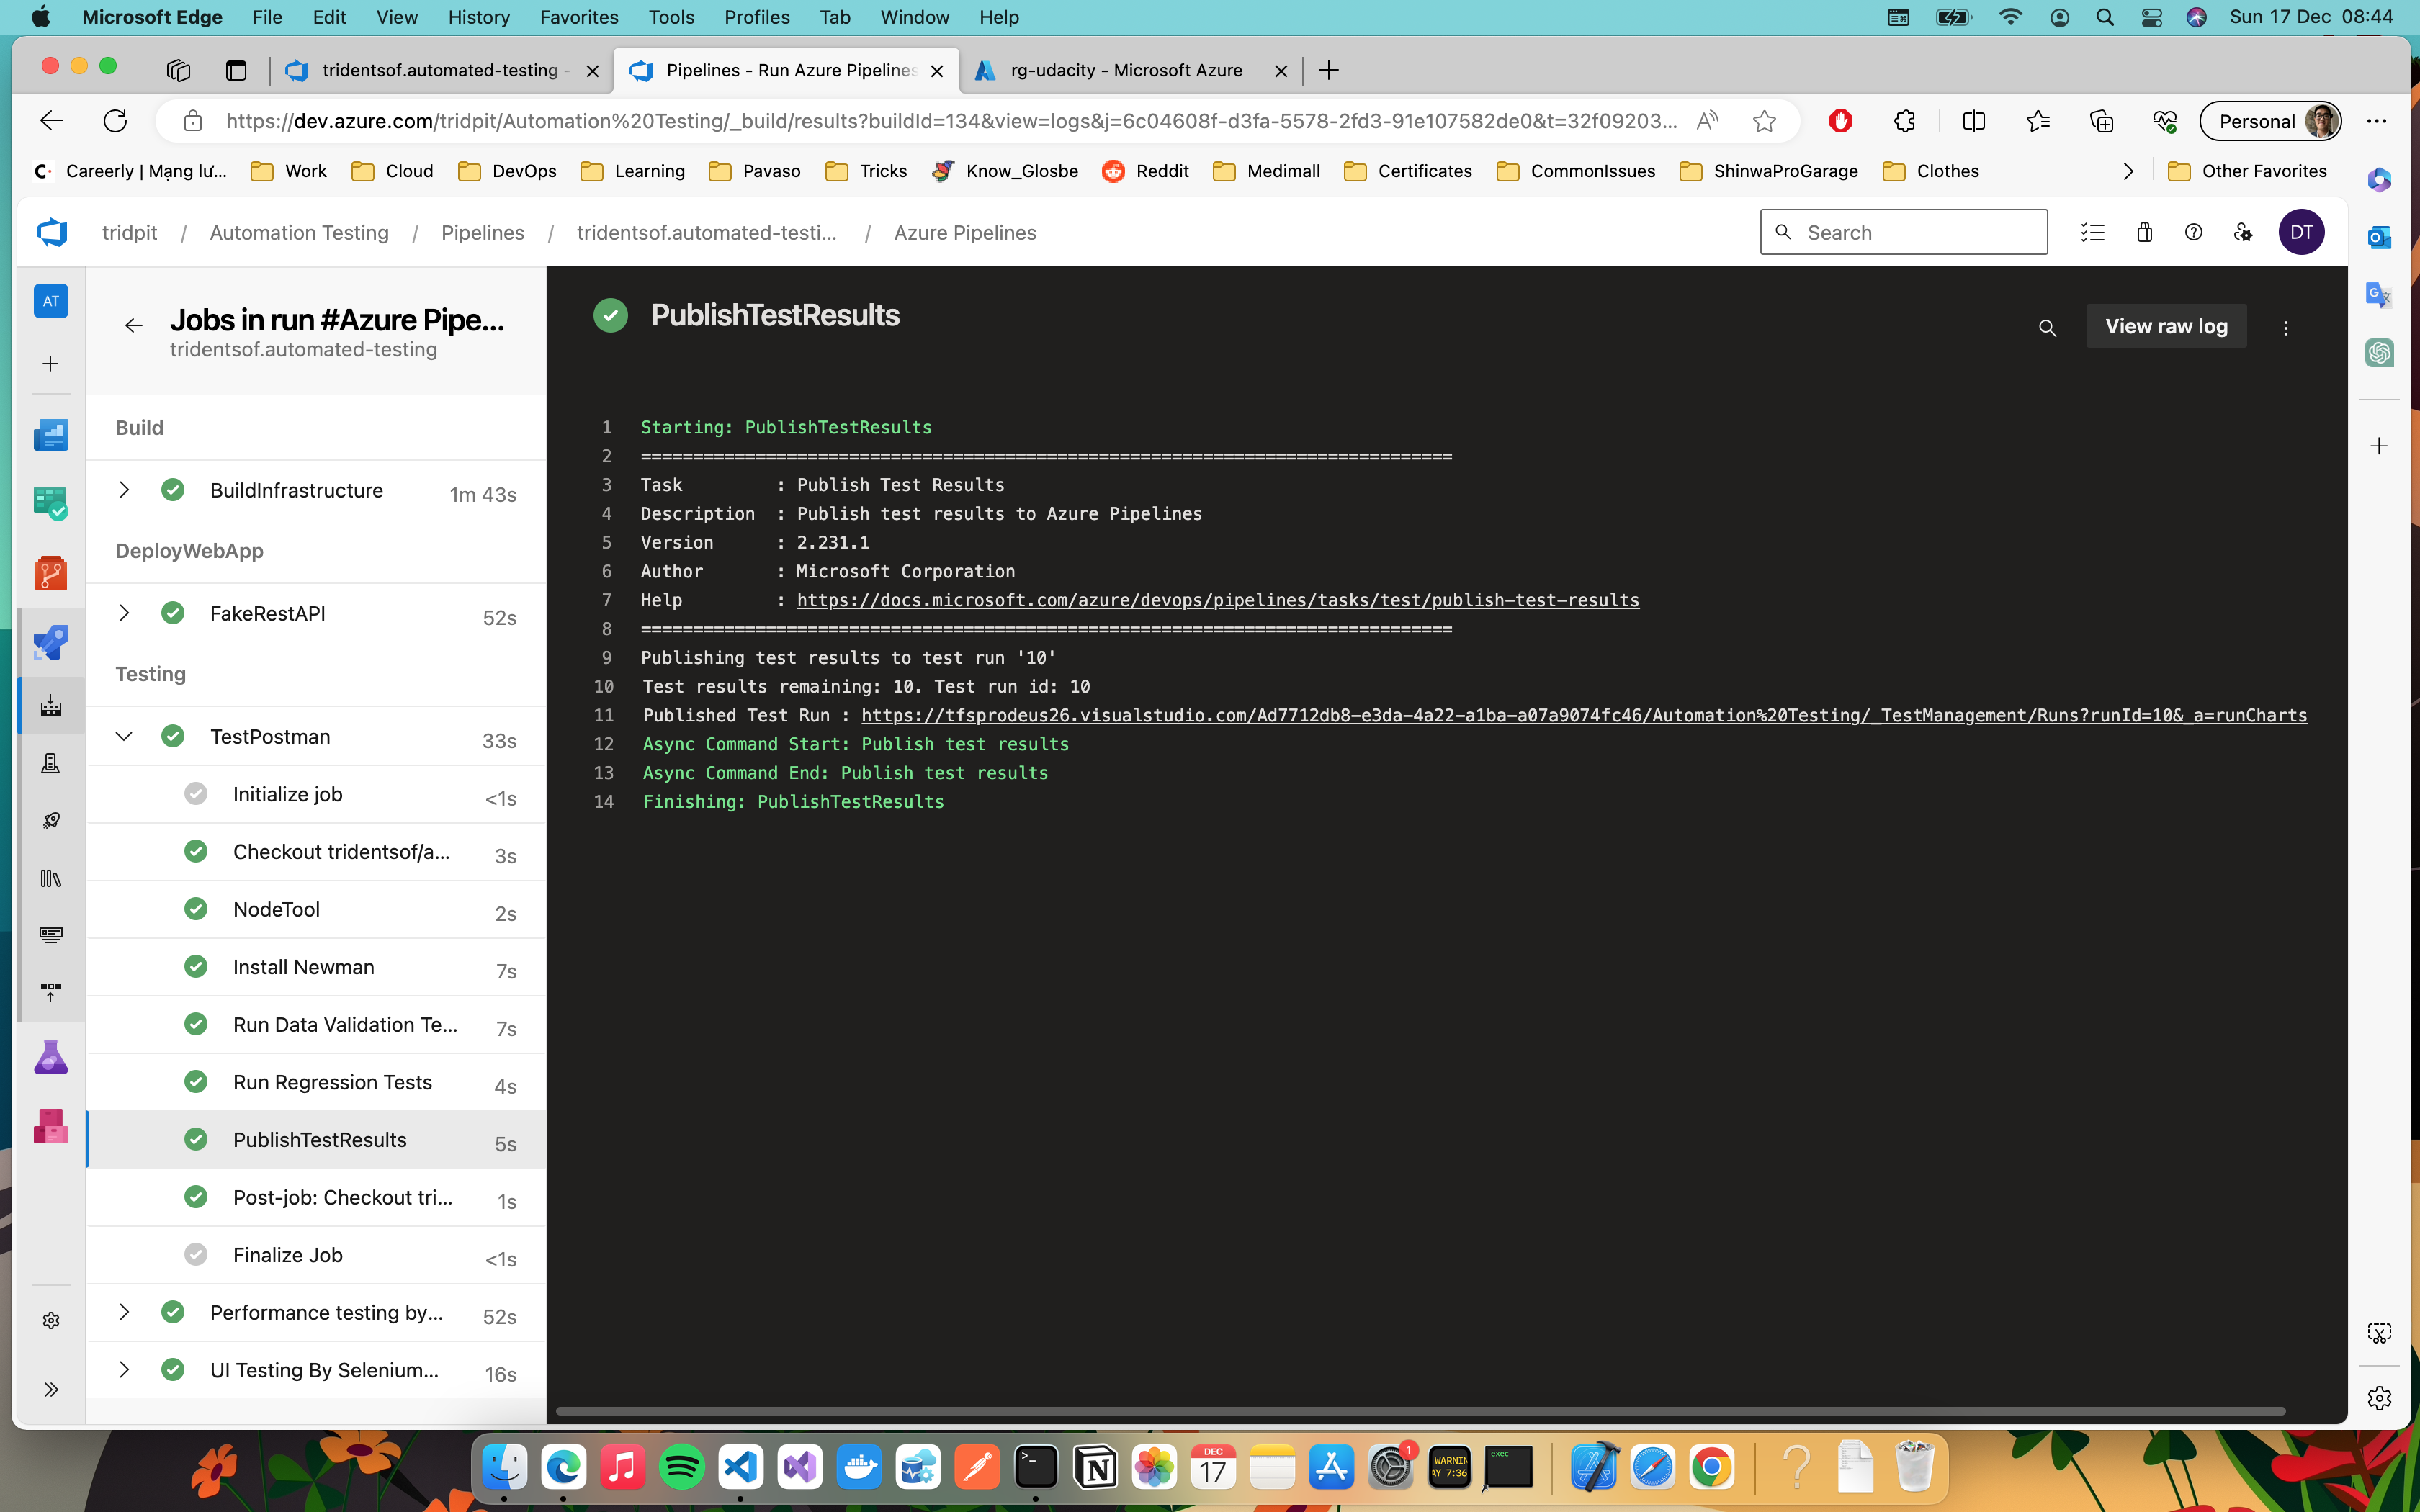 Microsoft Edge File Edit View History Favorites Tools Profiles Tab Window Help Sun 17 Dec 08:44
tridentsof.automated-testing - Pipelines - Run Azure Pipelines rg-udacity - Microsoft Azure
https://dev.azure.com/tridpit/Automation%20Testing/_build/results?buildId=134&view=logs&j=6c04608f-d3fa-5578-2fd3-91e107582de0&t=32f09203... Personal
Careerly | Mạng lư... Work Cloud DevOps Learning Pavaso Tricks Know_Glosbe Reddit Medimall Certificates CommonIssues ShinwaProGarage Clothes Other Favorites
tridpit / Automation Testing / Pipelines / tridentsof.automated-testi... / Azure Pipelines Search DT
AT
Jobs in run #Azure Pipe...
tridentsof.automated-testing
Build
BuildInfrastructure 1m 43s
DeployWebApp
FakeRestAPI 52s
Testing
TestPostman 33s
Initialize job <1s
Checkout tridentsof/a... 3s
NodeTool 2s
Install Newman 7s
Run Data Validation Te... 7s
Run Regression Tests 4s
PublishTestResults 5s
Post-job: Checkout tri... 1s
Finalize Job <1s
Performance testing by... 52s
UI Testing By Selenium... 16s
PublishTestResults
View raw log
1 Starting: PublishTestResults
2 ==============================================================================
3 Task : Publish Test Results
4 Description : Publish test results to Azure Pipelines
5 Version : 2.231.1
6 Author : Microsoft Corporation
7 Help : https://docs.microsoft.com/azure/devops/pipelines/tasks/test/publish-test-results
8 ==============================================================================
9 Publishing test results to test run '10'
10 Test results remaining: 10. Test run id: 10
11 Published Test Run : https://tfsprodeus26.visualstudio.com/Ad7712db8-e3da-4a22-a1ba-a07a9074fc46/Automation%20Testing/_TestManagement/Runs?runId=10&_a=runCharts
12 Async Command Start: Publish test results
13 Async Command End: Publish test results
14 Finishing: PublishTestResults
DEC
17
1
WARNIN
AY 7:36
exec